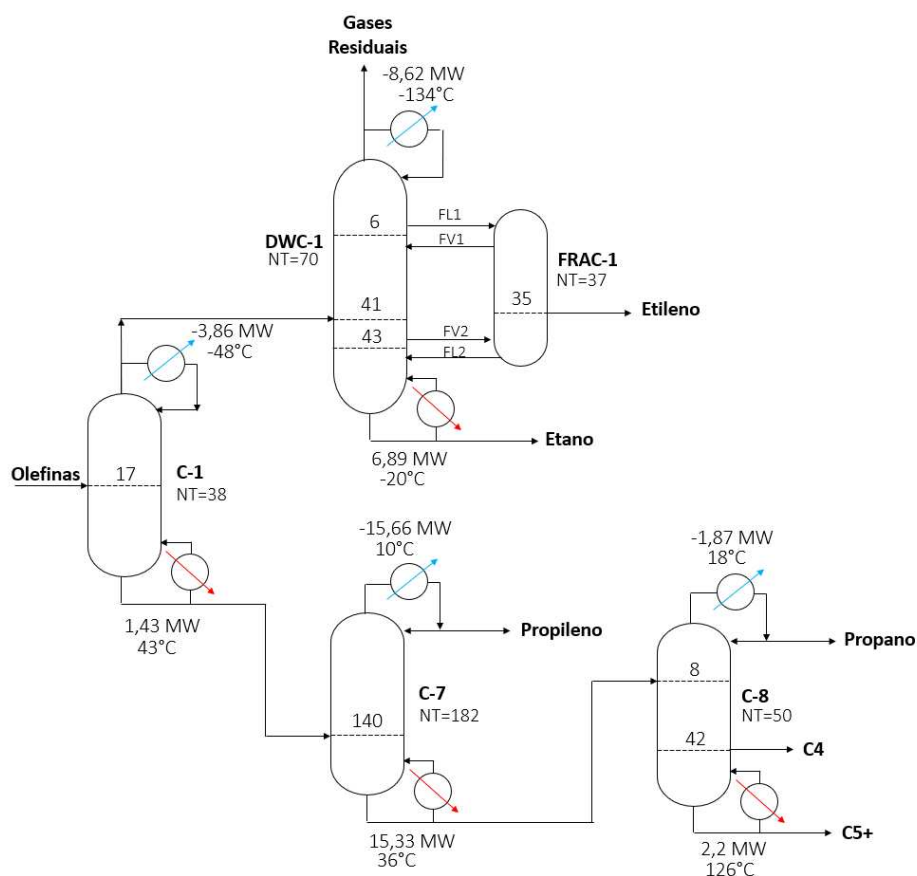 Gases
Residuais
-8,62 MW
-134°C
6
FL1
DWC-1
NT=70
FV1
FRAC-1
NT=37
41
35
Etileno
-3,86 MW
-48°C
43
FV2
FL2
Etano
6,89 MW
-20°C
Olefinas
17
C-1
NT=38
-15,66 MW
10°C
-1,87 MW
18°C
1,43 MW
43°C
Propileno
Propano
C-7
NT=182
8
C-8
NT=50
140
42
C4
15,33 MW
36°C
C5+
2,2 MW
126°C